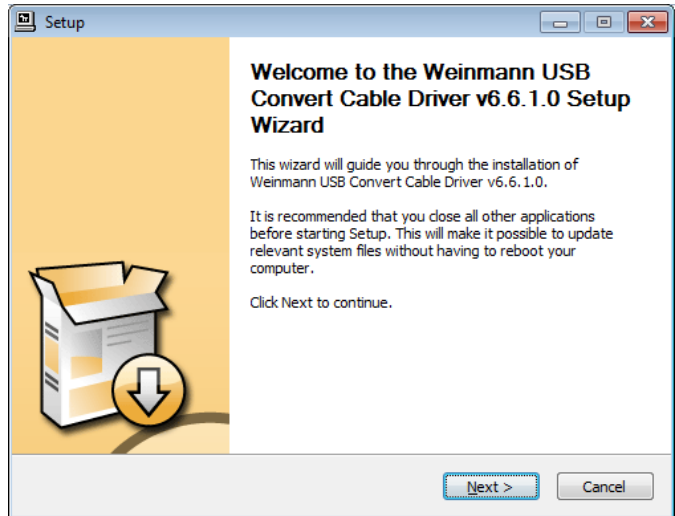 Setup
Welcome to the Weinmann USB
Convert Cable Driver v6.6.1.0 Setup
Wizard
This wizard will guide you through the installation of
Weinmann USB Convert Cable Driver v6.6.1.0.
It is recommended that you close all other applications
before starting Setup. This will make it possible to update
relevant system files without having to reboot your
computer.
Click Next to continue.
Next >
Cancel